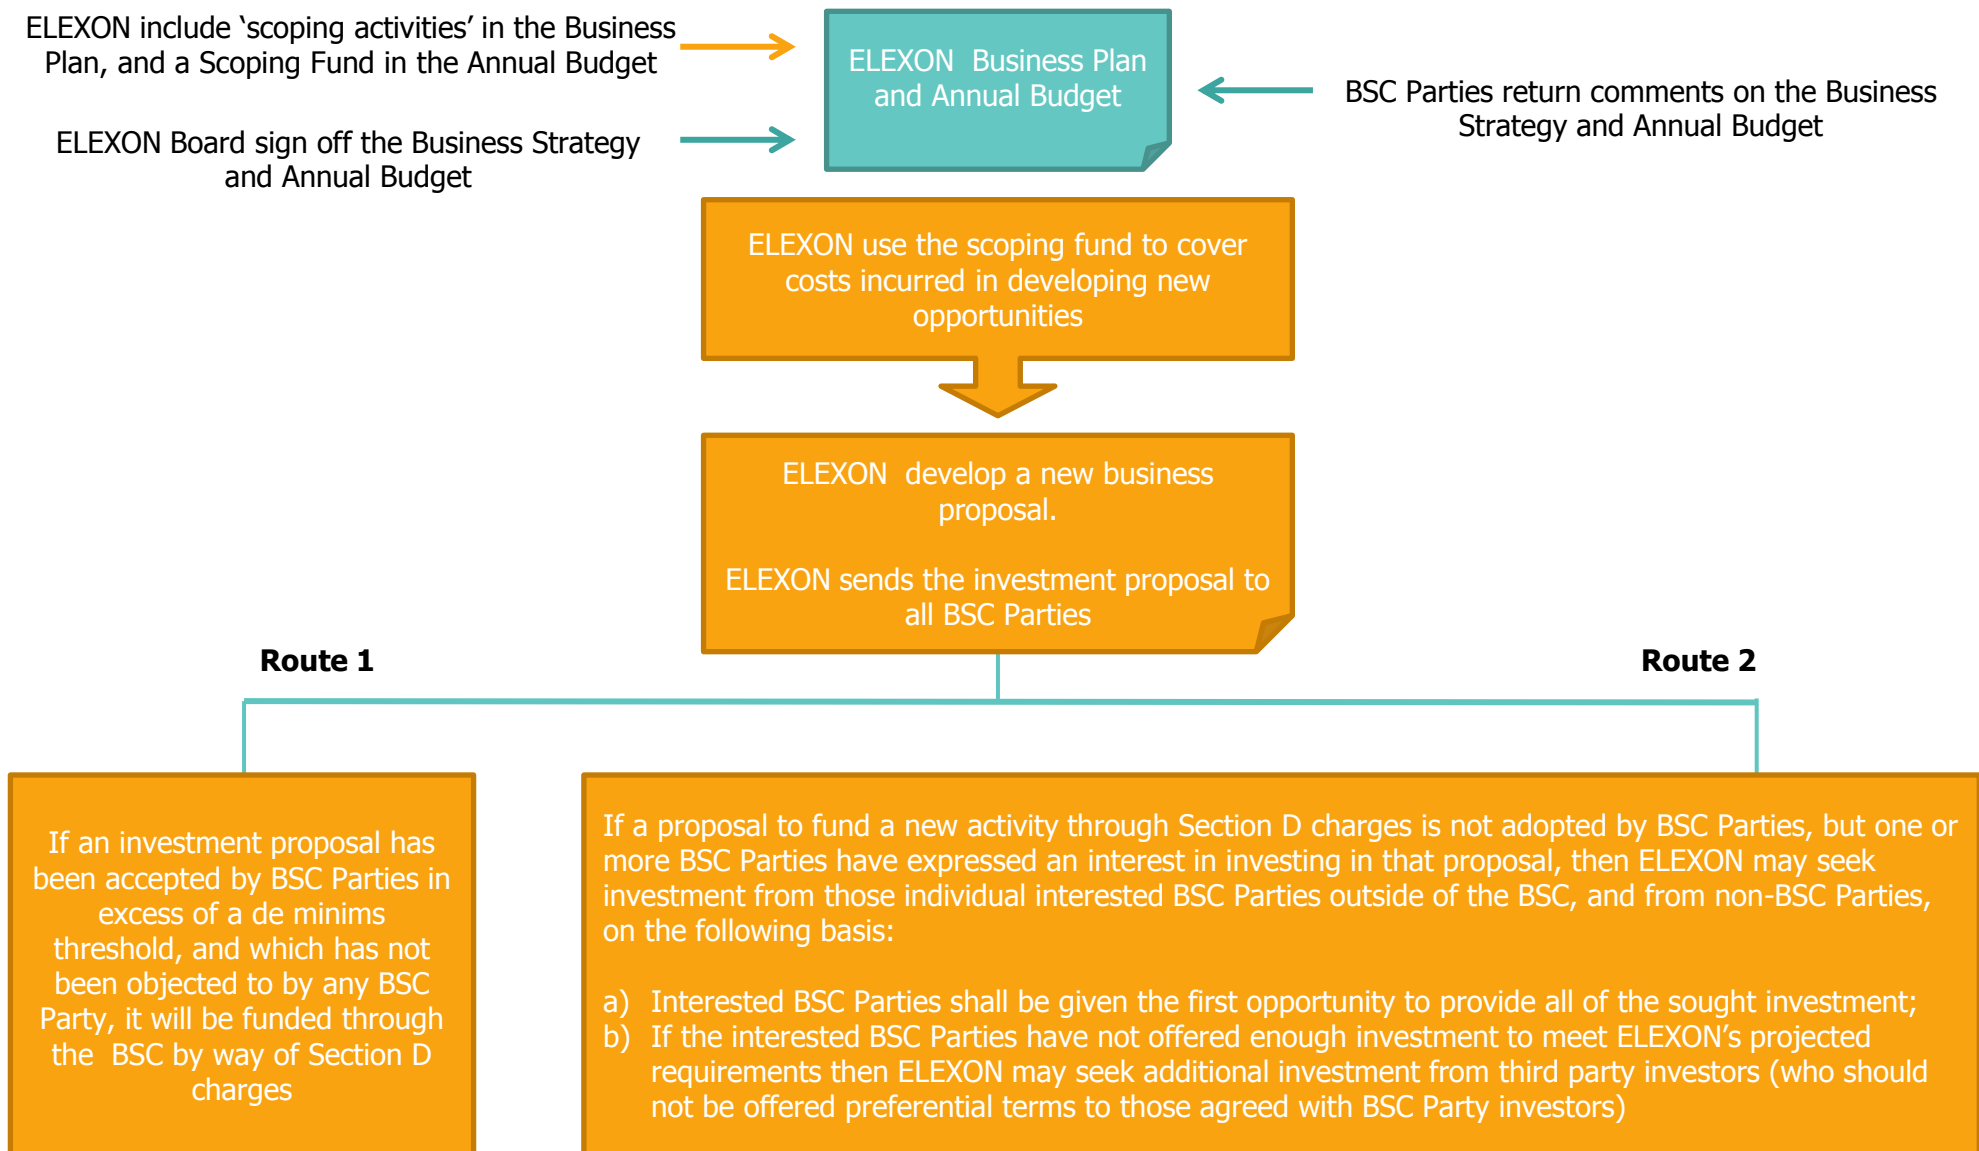 ELEXON include ‘scoping activities’ in the Business
Plan, and a Scoping Fund in the Annual Budget
ELEXON Board sign off the Business Strategy
and Annual Budget
ELEXON Business Plan
and Annual Budget
BSC Parties return comments on the Business
Strategy and Annual Budget
ELEXON use the scoping fund to cover
costs incurred in developing new
opportunities
ELEXON develop a new business
proposal.
ELEXON sends the investment proposal to
all BSC Parties
Route 1
Route 2
If an investment proposal has
been accepted by BSC Parties in
excess of a de minims
threshold, and which has not
been objected to by any BSC
Party, it will be funded through
the BSC by way of Section D
charges
If a proposal to fund a new activity through Section D charges is not adopted by BSC Parties, but one or
more BSC Parties have expressed an interest in investing in that proposal, then ELEXON may seek
investment from those individual interested BSC Parties outside of the BSC, and from non-BSC Parties,
on the following basis:
a) Interested BSC Parties shall be given the first opportunity to provide all of the sought investment;
b) If the interested BSC Parties have not offered enough investment to meet ELEXON’s projected
requirements then ELEXON may seek additional investment from third party investors (who should
not be offered preferential terms to those agreed with BSC Party investors)